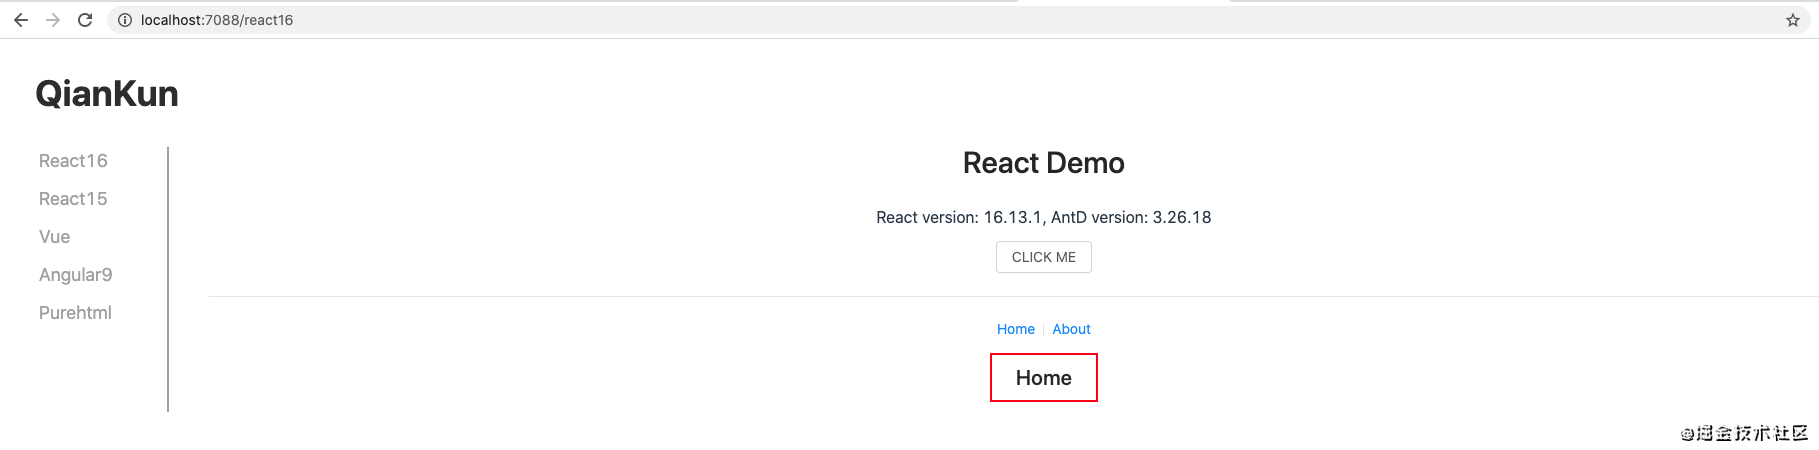 localhost:7088/react16
QianKun
React16
React15
Vue
Angular9
Purehtml
React Demo
React version: 16.13.1, AntD version: 3.26.18
CLICK ME
Home About
Home
@掘金技术社区